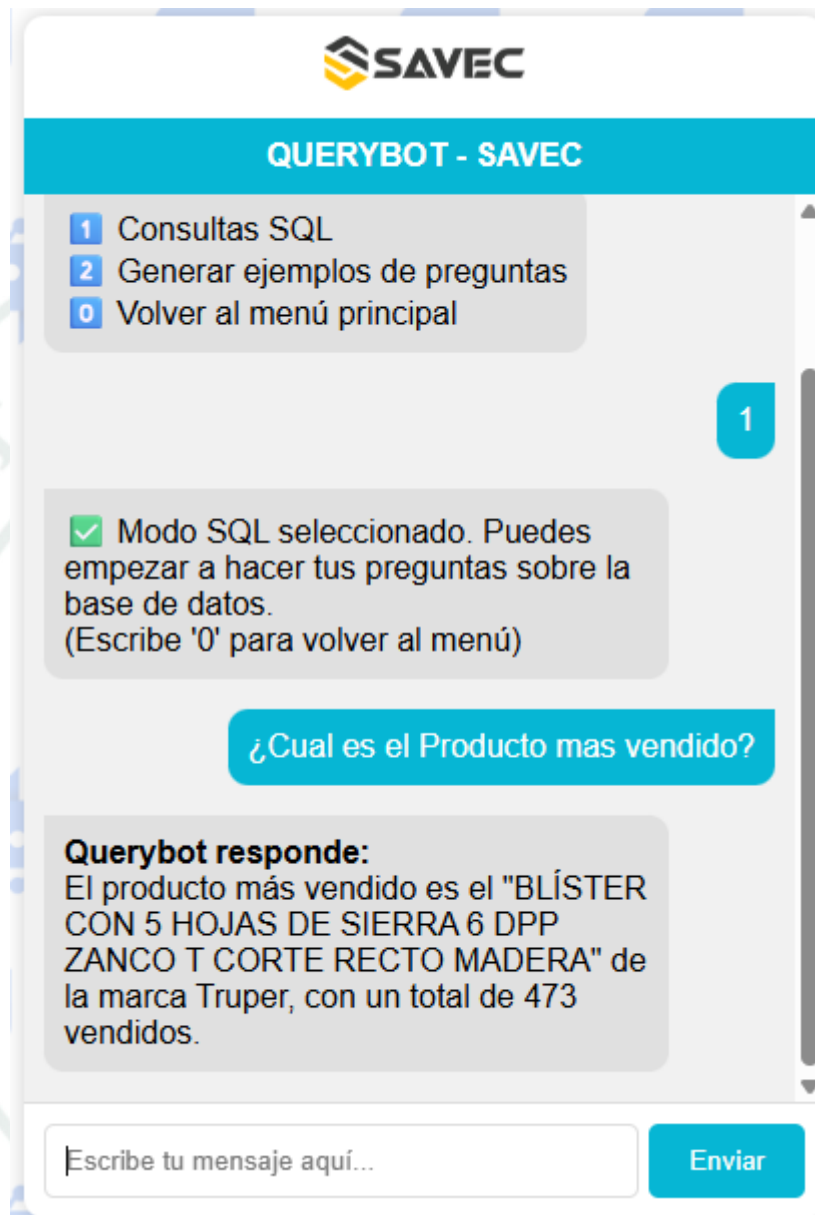 SAVEC
QUERYBOT - SAVEC
1 Consultas SQL
2 Generar ejemplos de preguntas
0 Volver al menú principal
1
✅ Modo SQL seleccionado. Puedes
empezar a hacer tus preguntas sobre la
base de datos.
(Escribe '0' para volver al menú)
¿Cual es el Producto mas vendido?
Querybot responde:
El producto más vendido es el "BLÍSTER
CON 5 HOJAS DE SIERRA 6 DPP
ZANCO T CORTE RECTO MADERA" de
la marca Truper, con un total de 473
vendidos.
Escribe tu mensaje aquí...
Enviar